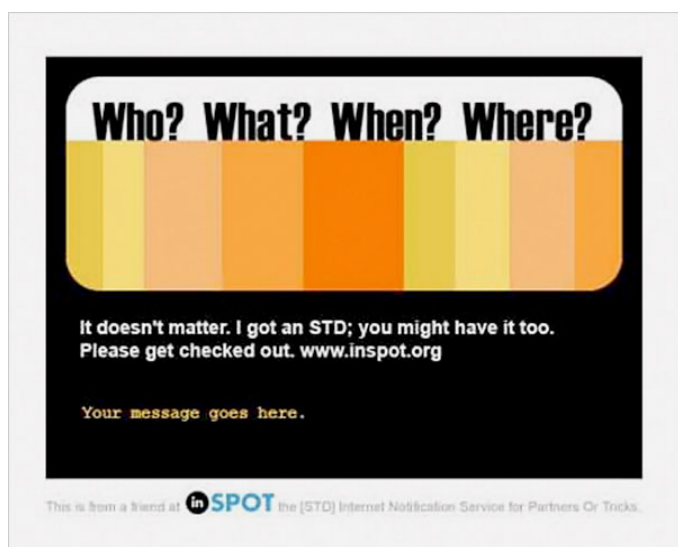 Who? What? When? Where?
It doesn't matter. I got an STD; you might have it too.
Please get checked out. www.inspot.org
Your message goes here.
This is from a friend at inSPOT the [STD] Internet Notification Service for Partners Or Tricks.